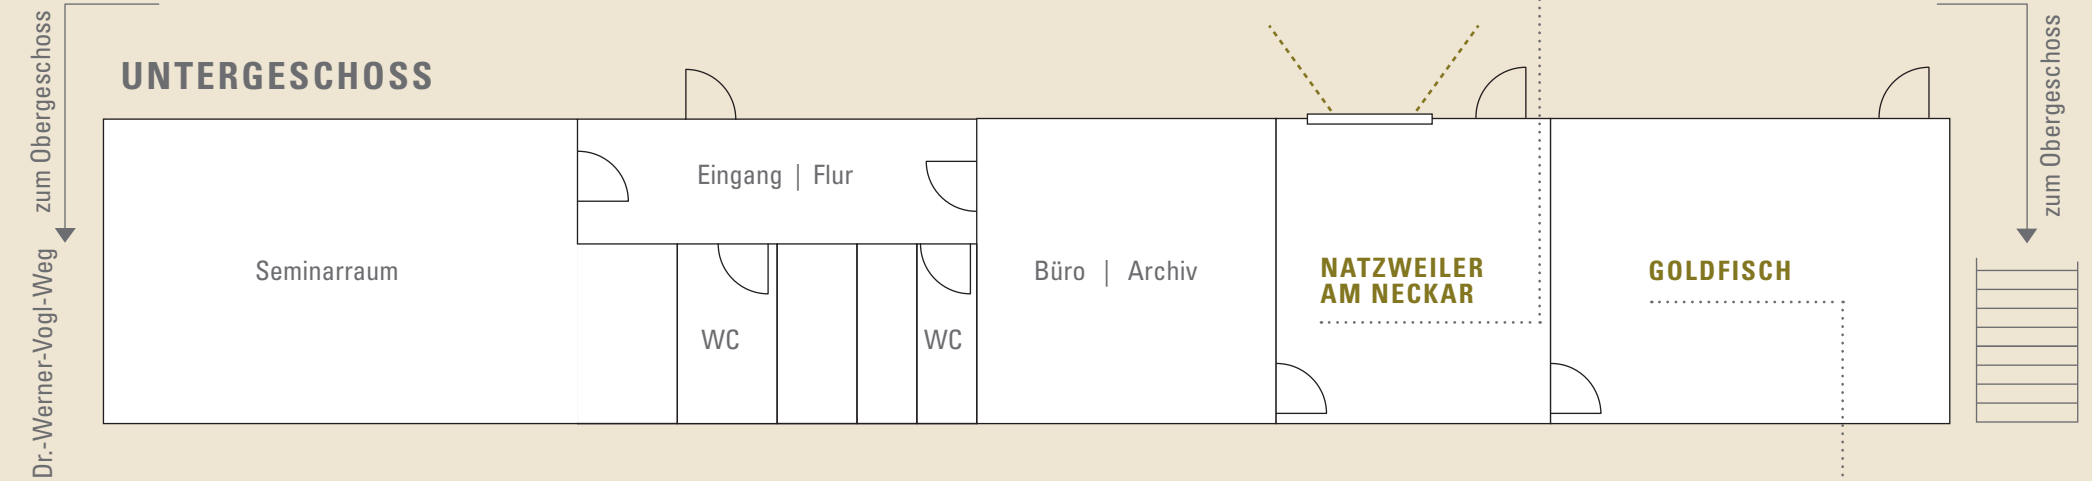 zum Obergeschoss
Dr.-Werner-Vogl-Weg
UNTERGESCHOSS
Seminarraum
Eingang | Flur
WC
WC
Büro | Archiv
NATZWEILER
AM NECKAR
GOLDFISCH
zum Obergeschoss